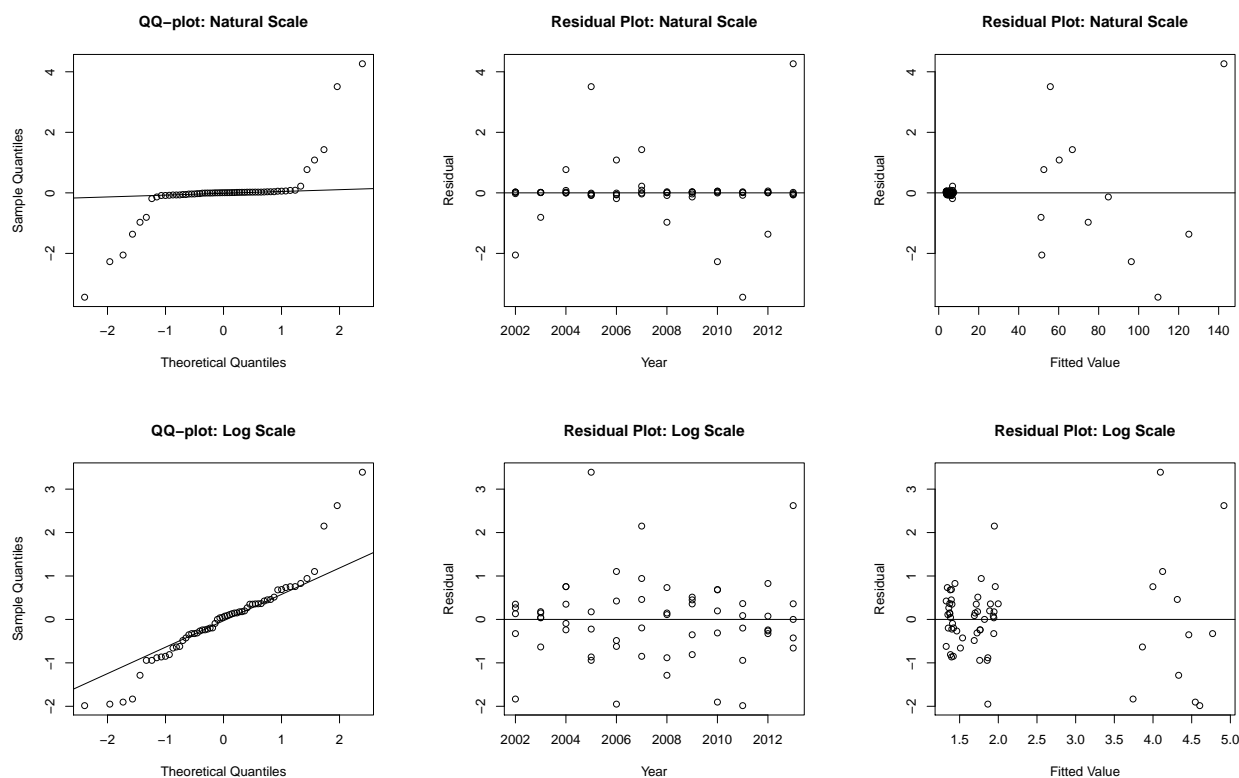 QQ−plot: Natural Scale
Sample Quantiles
4
2
0
−2
−2 −1 0 1 2
Theoretical Quantiles
Residual Plot: Natural Scale
Residual
4
2
0
−2
2002 2004 2006 2008 2010 2012
Year
Residual Plot: Natural Scale
Residual
4
2
0
−2
0 20 40 60 80 100 120 140
Fitted Value
QQ−plot: Log Scale
Sample Quantiles
3
2
1
0
−1
−2
−2 −1 0 1 2
Theoretical Quantiles
Residual Plot: Log Scale
Residual
3
2
1
0
−1
−2
2002 2004 2006 2008 2010 2012
Year
Residual Plot: Log Scale
Residual
3
2
1
0
−1
−2
1.5 2.0 2.5 3.0 3.5 4.0 4.5 5.0
Fitted Value